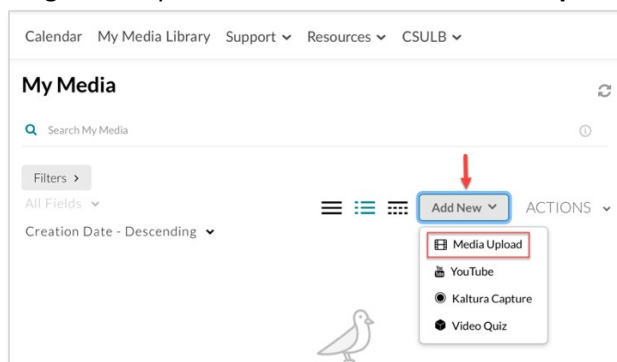 Calendar My Media Library Support Resources CSULB
My Media
Search My Media
Filters >
All Fields
Add New
ACTIONS
Creation Date - Descending
Media Upload
YouTube
Kaltura Capture
Video Quiz